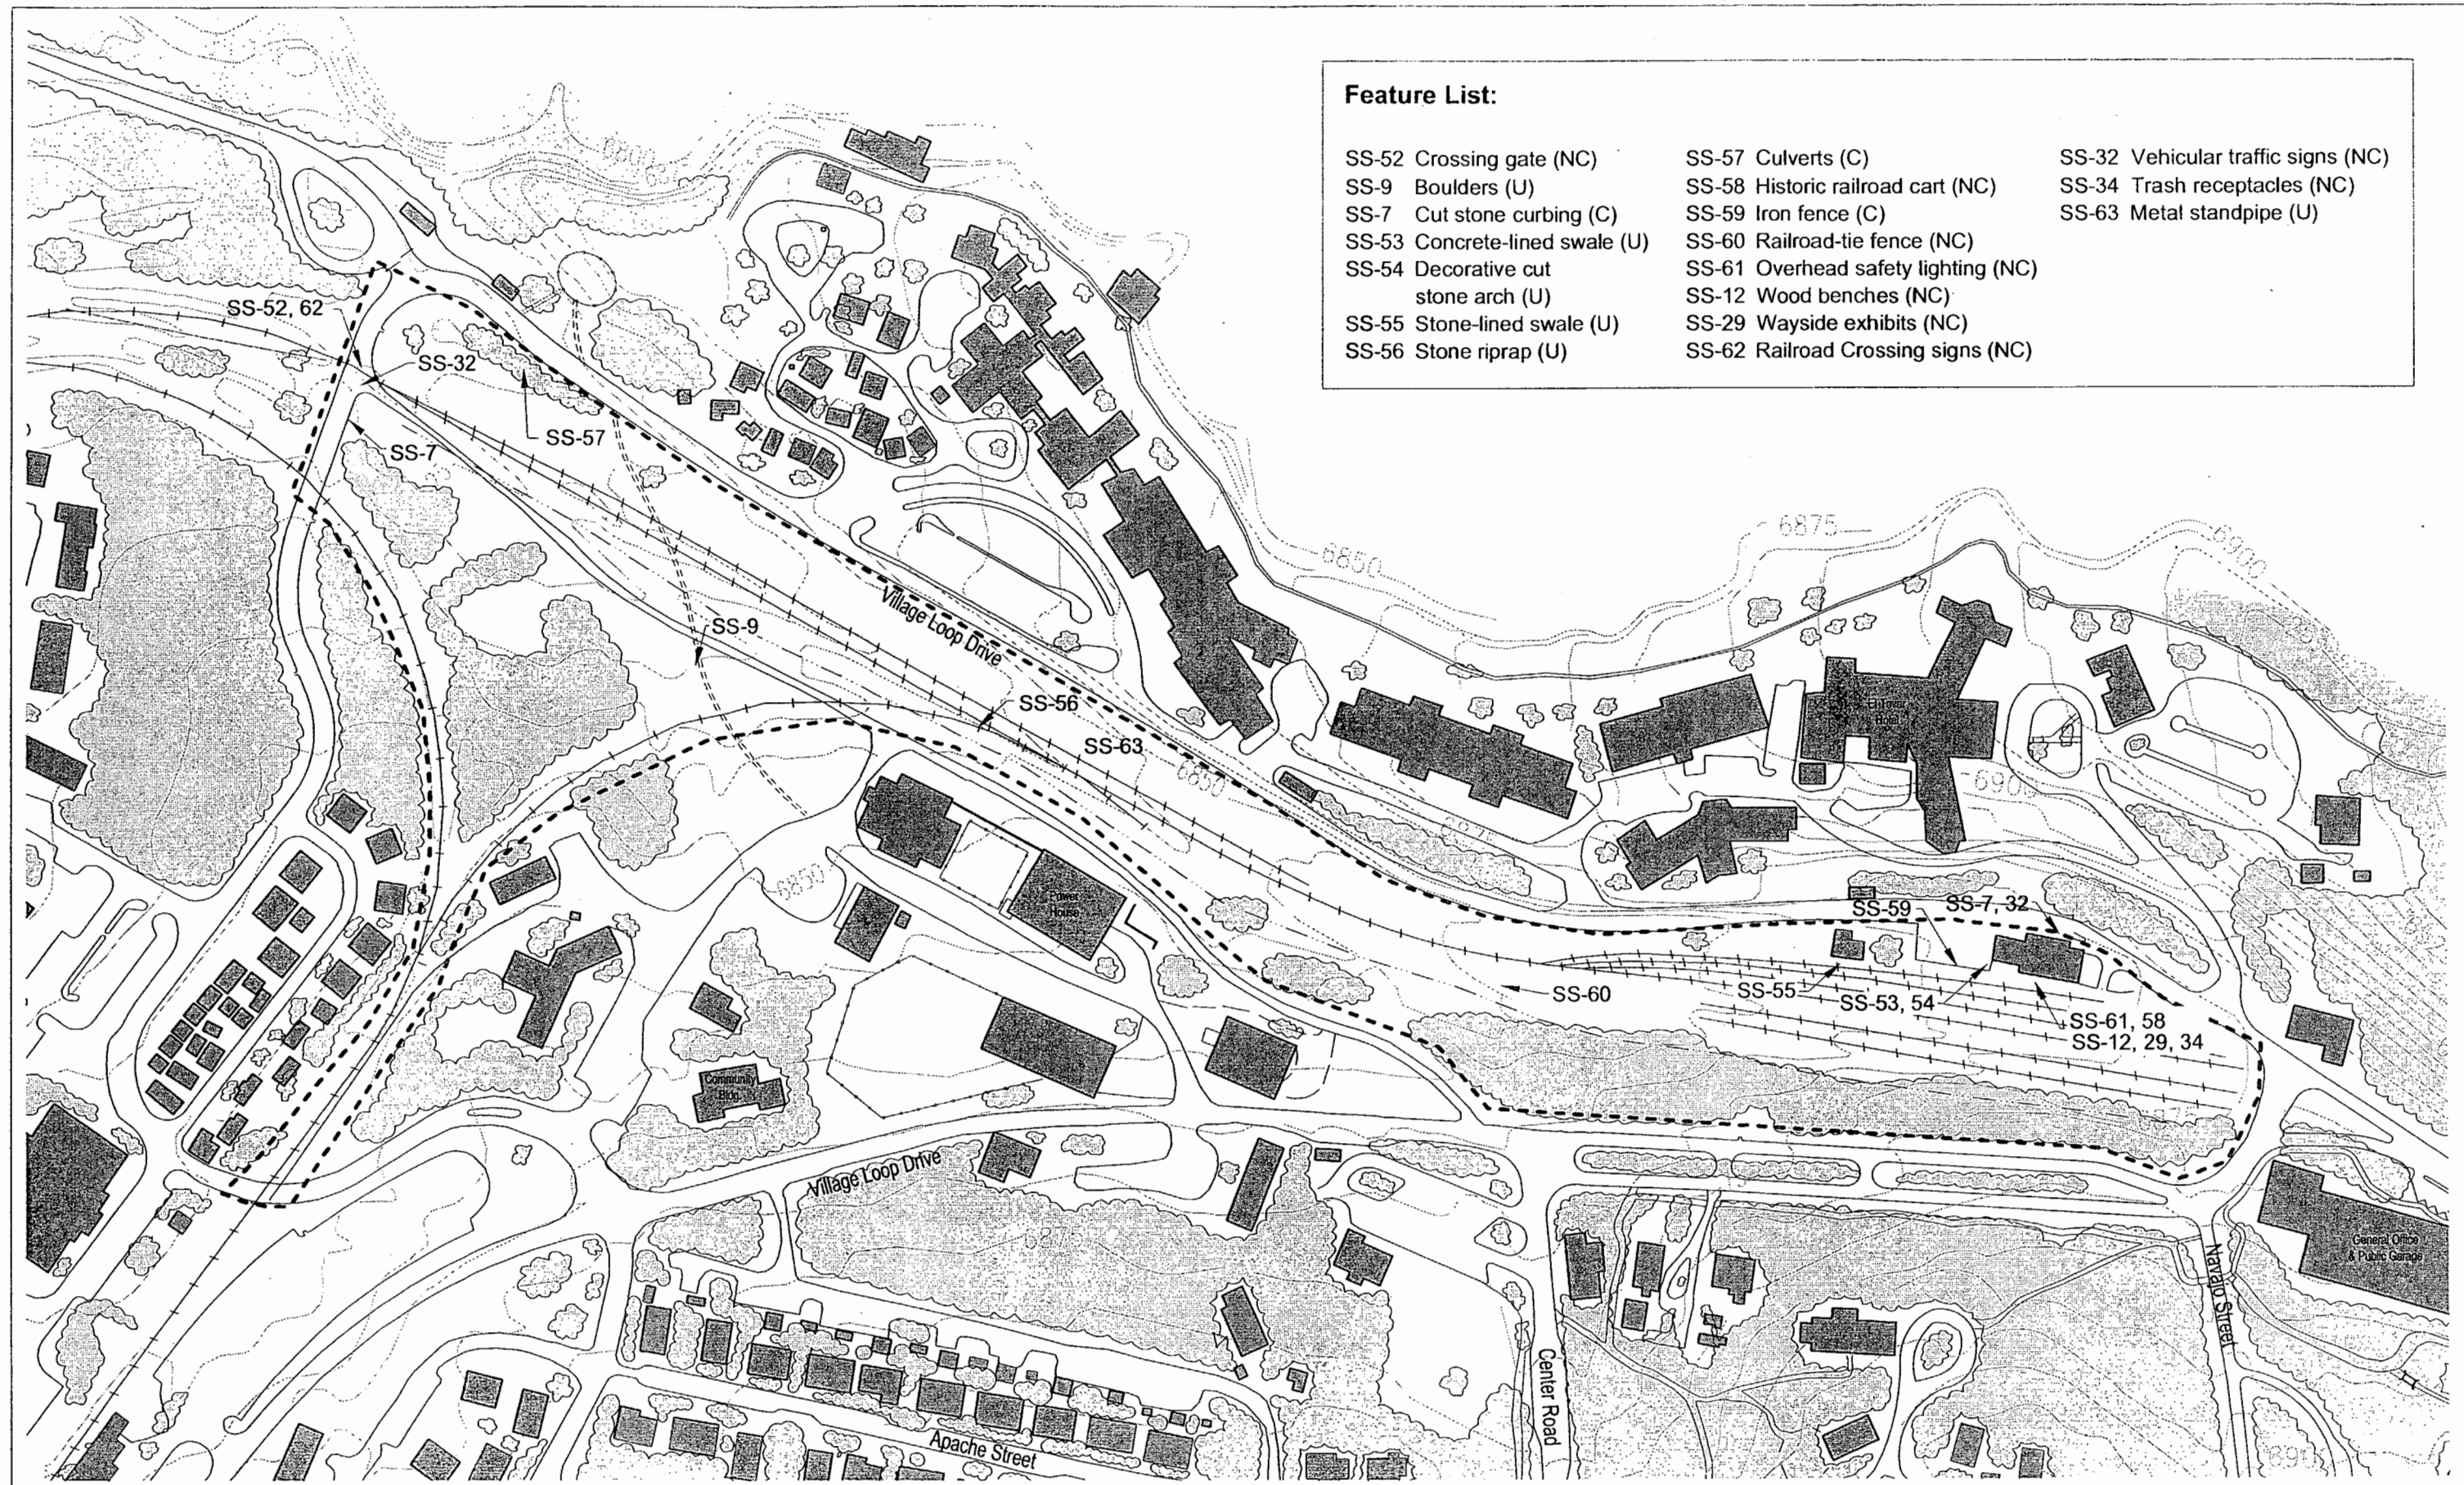 Feature List:
SS-52 Crossing gate (NC)
SS-9 Boulders (U)
SS-7 Cut stone curbing (C)
SS-53 Concrete-lined swale (U)
SS-54 Decorative cut
stone arch (U)
SS-55 Stone-lined swale (U)
SS-56 Stone riprap (U)
SS-57 Culverts (C)
SS-58 Historic railroad cart (NC)
SS-59 Iron fence (C)
SS-60 Railroad-tie fence (NC)
SS-61 Overhead safety lighting (NC)
SS-12 Wood benches (NC)
SS-29 Wayside exhibits (NC)
SS-62 Railroad Crossing signs (NC)
SS-32 Vehicular traffic signs (NC)
SS-34 Trash receptacles (NC)
SS-63 Metal standpipe (U)
6800
SS-52, 62
SS-32
SS-57
SS-7
6875
6900
6850
Village Loop Drive
SS-9
SS-56
El Tovar
Hotel
SS-63
6850
6900
6850
Power
House
SS-59
SS-7, 32
SS-60
SS-55
SS-53, 54
SS-61, 58
SS-12, 29, 34
Community
Bldg.
Village Loop Drive
6875
General Office
& Public Garage
Navajo Street
Center Road
Apache Street